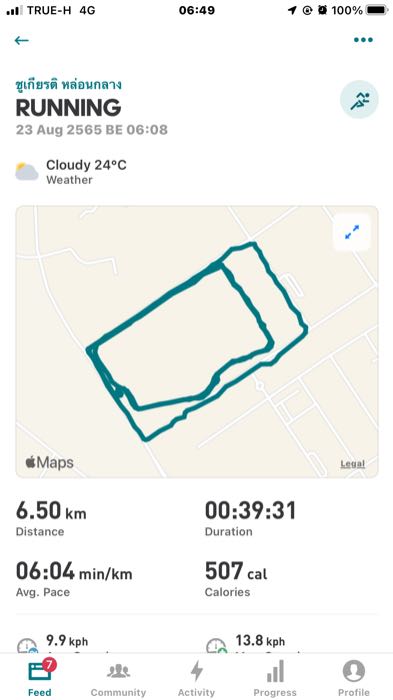 TRUE-H 4G 06:49 100%
ชูเกียรติ หล่อนกลาง
RUNNING
23 Aug 2565 BE 06:08
Cloudy 24°C
Weather
Maps
Legal
6.50 km 00:39:31
Distance Duration
06:04 min/km 507 cal
Avg. Pace Calories
9.9 kph 13.8 kph
7
Feed Community Activity Progress Profile